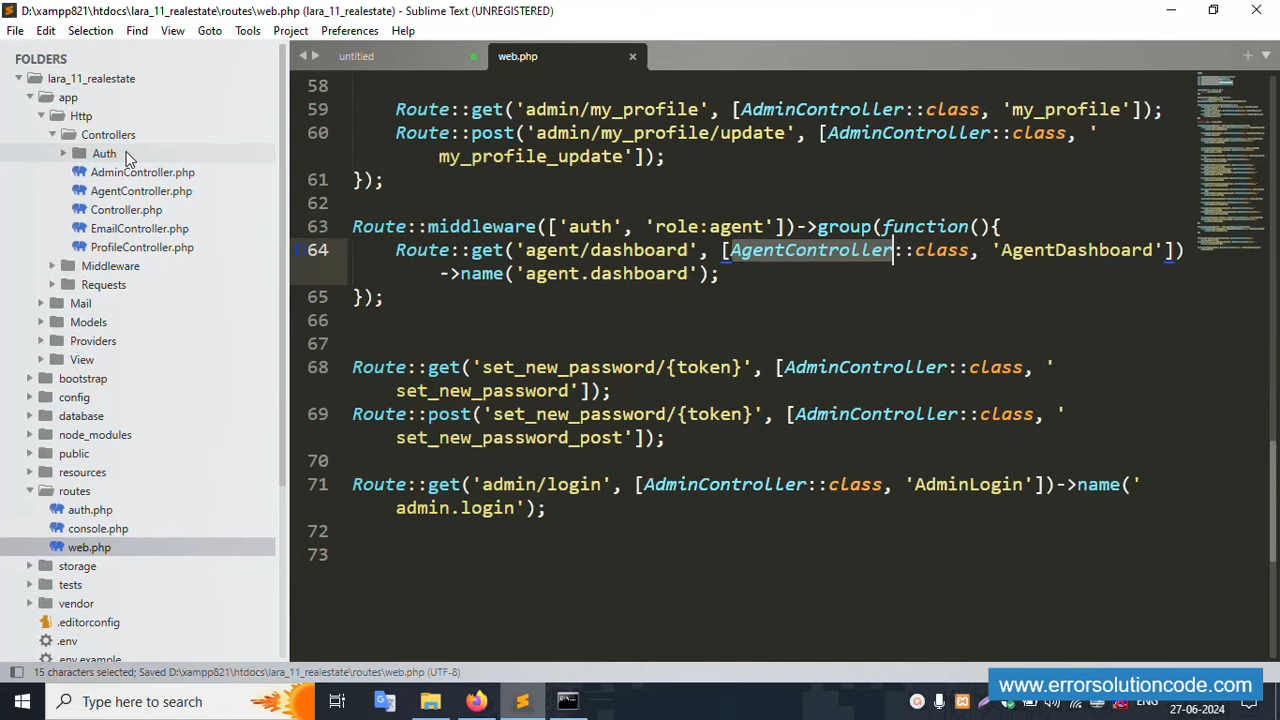 D:\xampp821\htdocs\lara_11_realestate\routes\web.php (lara_11_realestate) - Sublime Text (UNREGISTERED)
File Edit Selection Find View Goto Tools Project Preferences Help
FOLDERS
lara_11_realestate
app
Http
Controllers
Auth
AdminController.php
AgentController.php
Controller.php
EmailController.php
ProfileController.php
Middleware
Requests
Mail
Models
Providers
View
bootstrap
config
database
node_modules
public
resources
routes
auth.php
console.php
web.php
storage
tests
vendor
.editorconfig
.env
.env.example
untitled
web.php
58
59 Route::get('admin/my_profile', [AdminController::class, 'my_profile']);
60 Route::post('admin/my_profile/update', [AdminController::class, '
my_profile_update']);
61 });
62
63 Route::middleware(['auth', 'role:agent'])->group(function(){
64 Route::get('agent/dashboard', [AgentController::class, 'AgentDashboard'])
->name('agent.dashboard');
65 });
66
67
68 Route::get('set_new_password/{token}', [AdminController::class, '
set_new_password']);
69 Route::post('set_new_password/{token}', [AdminController::class, '
set_new_password_post']);
70
71 Route::get('admin/login', [AdminController::class, 'AdminLogin'])->name('
admin.login');
72
73
15 characters selected; Saved D:\xampp821\htdocs\lara_11_realestate\routes\web.php (UTF-8)
www.errorsolutioncode.com
Type here to search
ENG
27-06-2024